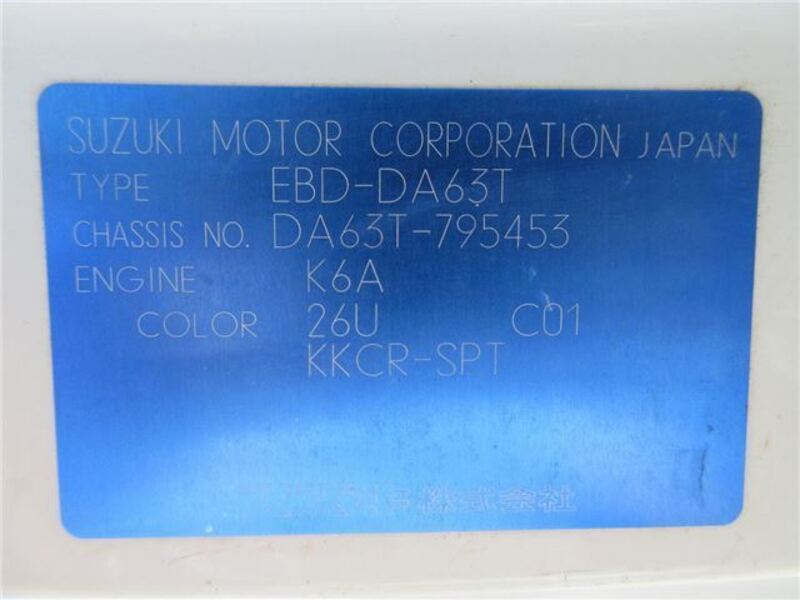 SUZUKI MOTOR CORPORATION JAPAN
TYPE EBD-DA63T
CHASSIS NO. DA63T-795453
ENGINE K6A
COLOR 26U C01
KKCR-SPT
株式会社